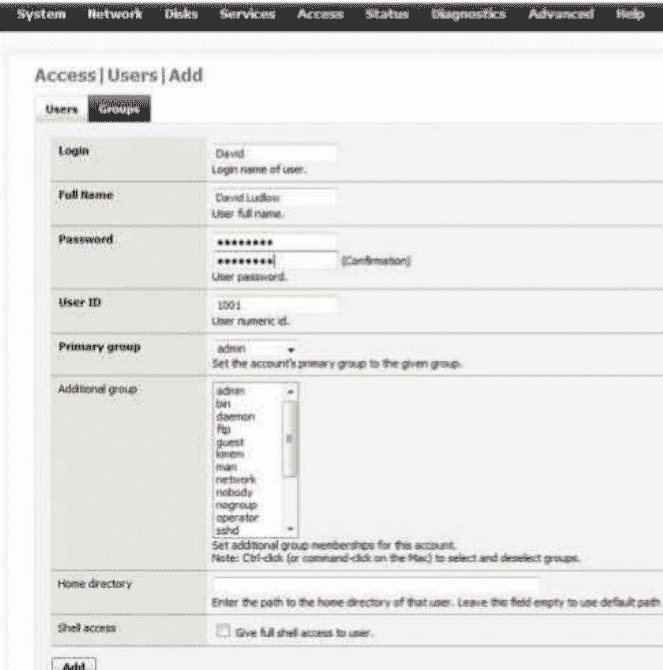 System Network Disks Services Access Status Diagnostics Advanced Help
Access|Users|Add
Users Groups
Login
David
Login name of user.
Full Name
David Ludlow
User full name.
Password
(Confirmation)
User password.
User ID
1001
User numeric id.
Primary group
admin
Set the account's primary group to the given group.
Additional group
admin
bin
daemon
ftp
guest
kmem
man
network
nobody
nogroup
operator
sshd
Set additional group memberships for this account.
Note: Ctrl-click (or command-click on the Mac) to select and deselect groups.
Home directory
Enter the path to the home directory of that user. Leave this field empty to use default path
Shell access
Give full shell access to user.
Add